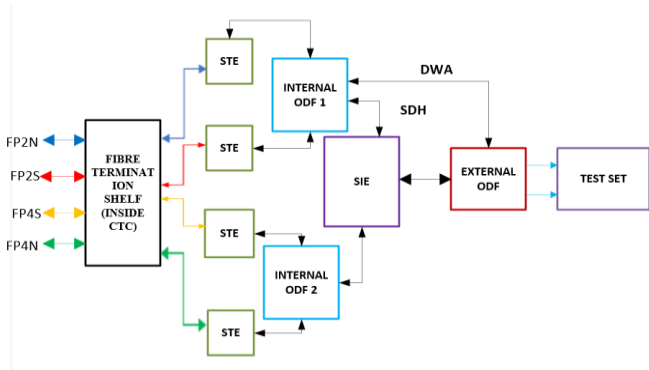 STE
INTERNAL
ODF 1
DWA
SDH
FP2N
FP2S
FP4S
FP4N
FIBRE
TERMINAT
ION
SHELF
(INSIDE
CTC)
STE
SIE
EXTERNAL
ODF
TEST SET
STE
INTERNAL
ODF 2
STE